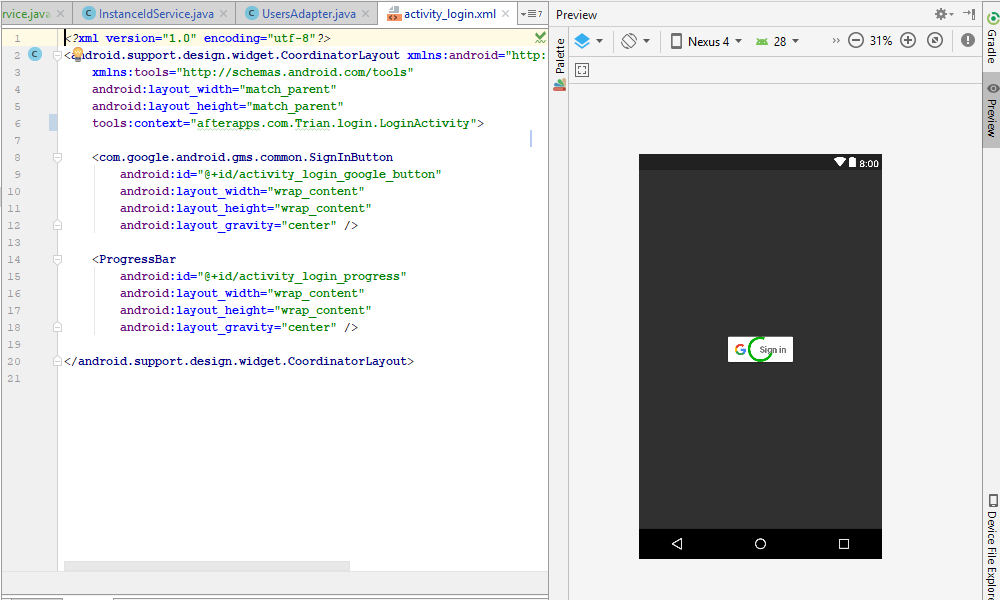 rvice.java InstanceIdService.java UsersAdapter.java activity_login.xml 7
Preview
Nexus 4 28 31%
1 <?xml version="1.0" encoding="utf-8"?>
2 <android.support.design.widget.CoordinatorLayout xmlns:android="http:
3 xmlns:tools="http://schemas.android.com/tools"
4 android:layout_width="match_parent"
5 android:layout_height="match_parent"
6 tools:context="afterapps.com.Trian.login.LoginActivity">
7
8 <com.google.android.gms.common.SignInButton
9 android:id="@+id/activity_login_google_button"
10 android:layout_width="wrap_content"
11 android:layout_height="wrap_content"
12 android:layout_gravity="center" />
13
14 <ProgressBar
15 android:id="@+id/activity_login_progress"
16 android:layout_width="wrap_content"
17 android:layout_height="wrap_content"
18 android:layout_gravity="center" />
19
20 </android.support.design.widget.CoordinatorLayout>
21
Palette
8:00
G Sign in
Gradle
Preview
Device File Explore